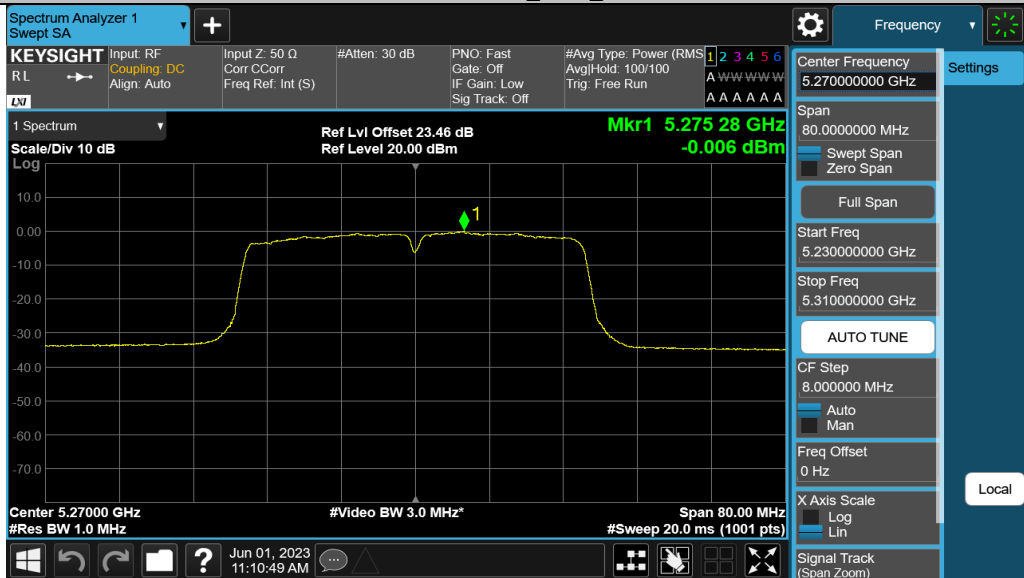 Spectrum Analyzer 1
Swept SA
+
Frequency
KEYSIGHT
R L
LXI
Input: RF
Coupling: DC
Align: Auto
Input Z: 50 Ω
Corr CCorr
Freq Ref: Int (S)
#Atten: 30 dB
PNO: Fast
Gate: Off
IF Gain: Low
Sig Track: Off
#Avg Type: Power (RMS
Avg|Hold: 100/100
Trig: Free Run
1 2 3 4 5 6
A W W W W W
A A A A A A
1 Spectrum
Scale/Div 10 dB
Log
Ref Lvl Offset 23.46 dB
Ref Level 20.00 dBm
Mkr1 5.275 28 GHz
-0.006 dBm
1
10.0
0.00
-10.0
-20.0
-30.0
-40.0
-50.0
-60.0
-70.0
Center 5.27000 GHz
#Res BW 1.0 MHz
#Video BW 3.0 MHz*
Span 80.00 MHz
#Sweep 20.0 ms (1001 pts)
Center Frequency
5.270000000 GHz
Span
80.0000000 MHz
Swept Span
Zero Span
Full Span
Start Freq
5.230000000 GHz
Stop Freq
5.310000000 GHz
AUTO TUNE
CF Step
8.000000 MHz
Auto
Man
Freq Offset
0 Hz
X Axis Scale
Log
Lin
Signal Track
(Span Zoom)
Settings
Local
?
Jun 01, 2023
11:10:49 AM